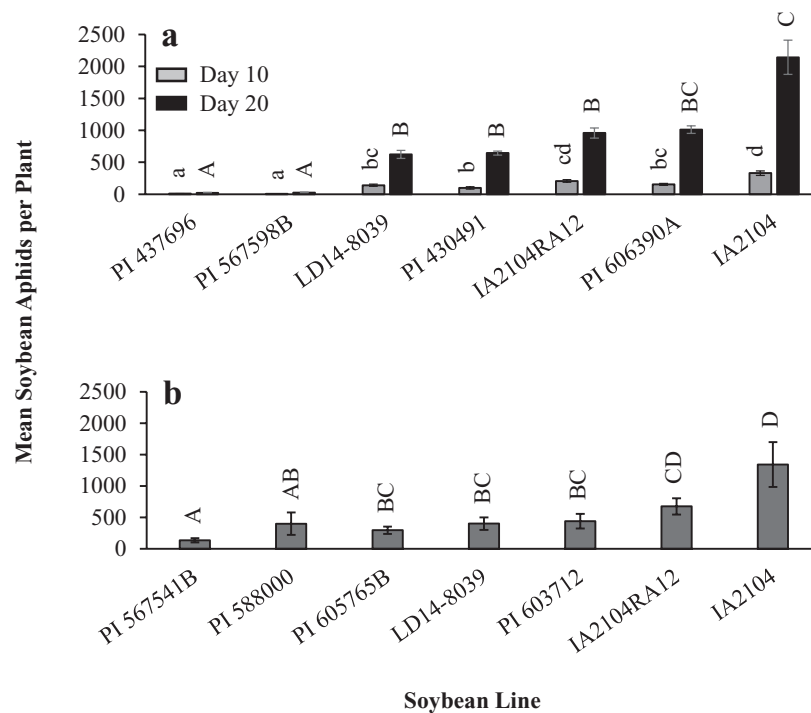 Mean Soybean Aphids per Plant
a
2500
2000
1500
1000
500
0
Day 10
Day 20
a
A
a
A
bc
B
b
B
cd
B
bc
BC
d
C
PI 437696
PI 567598B
LD14-8039
PI 430491
IA2104RA12
PI 606390A
IA2104
b
2500
2000
1500
1000
500
0
A
AB
BC
BC
BC
CD
D
PI 567541B
PI 588000
PI 605765B
LD14-8039
PI 603712
IA2104RA12
IA2104
Soybean Line